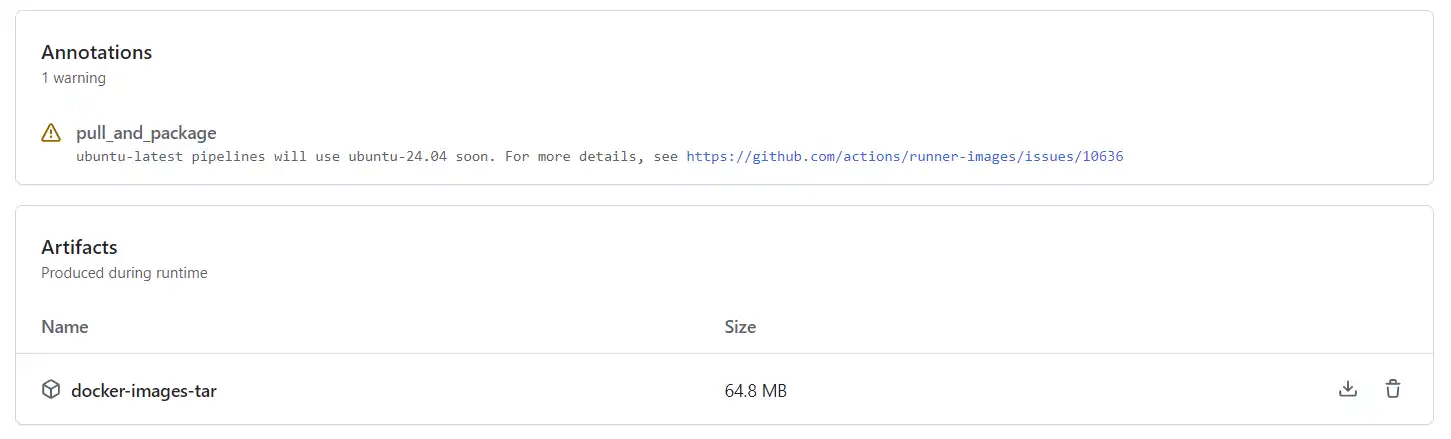 Annotations
1 warning
pull_and_package
ubuntu-latest pipelines will use ubuntu-24.04 soon. For more details, see https://github.com/actions/runner-images/issues/10636
Artifacts
Produced during runtime
Name Size
docker-images-tar 64.8 MB